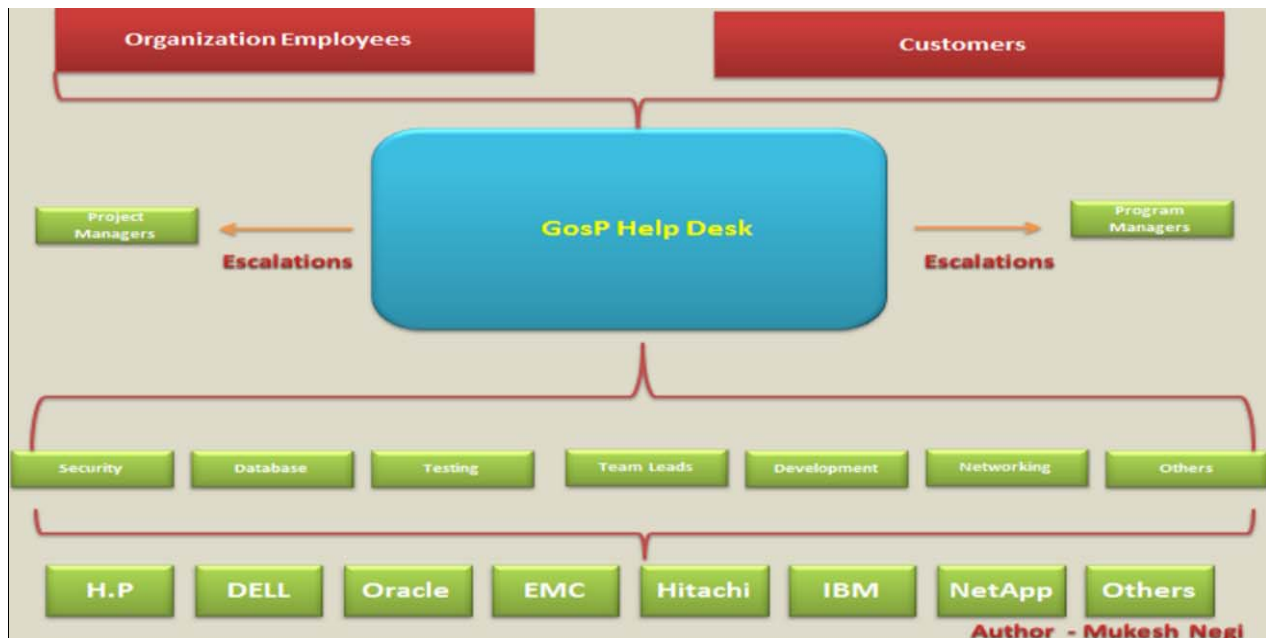 Organization Employees
Customers
GosP Help Desk
Project
Managers
Escalations
Program
Managers
Escalations
Security
Database
Testing
Team Leads
Development
Networking
Others
H.P
DELL
Oracle
EMC
Hitachi
IBM
NetApp
Others
Author - Mukesh Negi